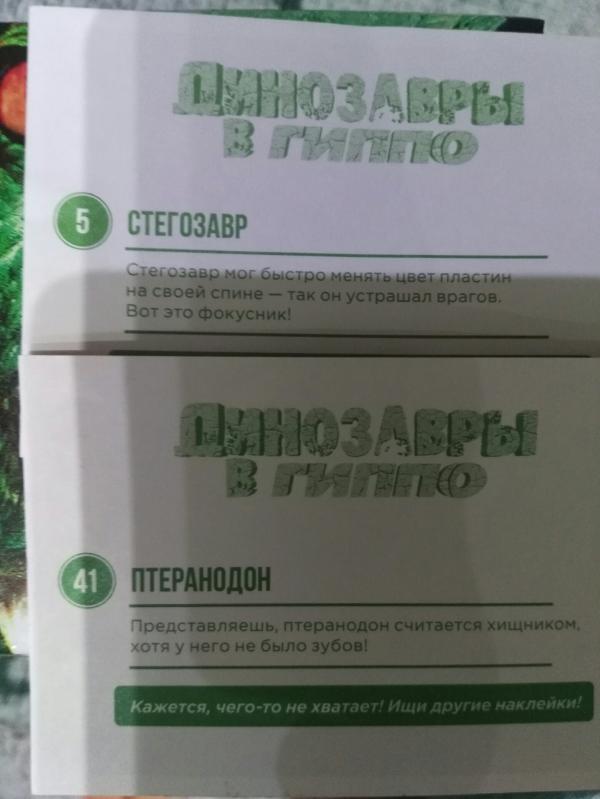 ДИНОЗАВРЫ
В ГИППО
5 СТЕГОЗАВР
Стегозавр мог быстро менять цвет пластин
на своей спине — так он устрашал врагов.
Вот это фокусник!
ДИНОЗАВРЫ
В ГИППО
41 ПТЕРАНОДОН
Представляешь, птеранодон считается хищником,
хотя у него не было зубов!
Кажется, чего-то не хватает! Ищи другие наклейки!